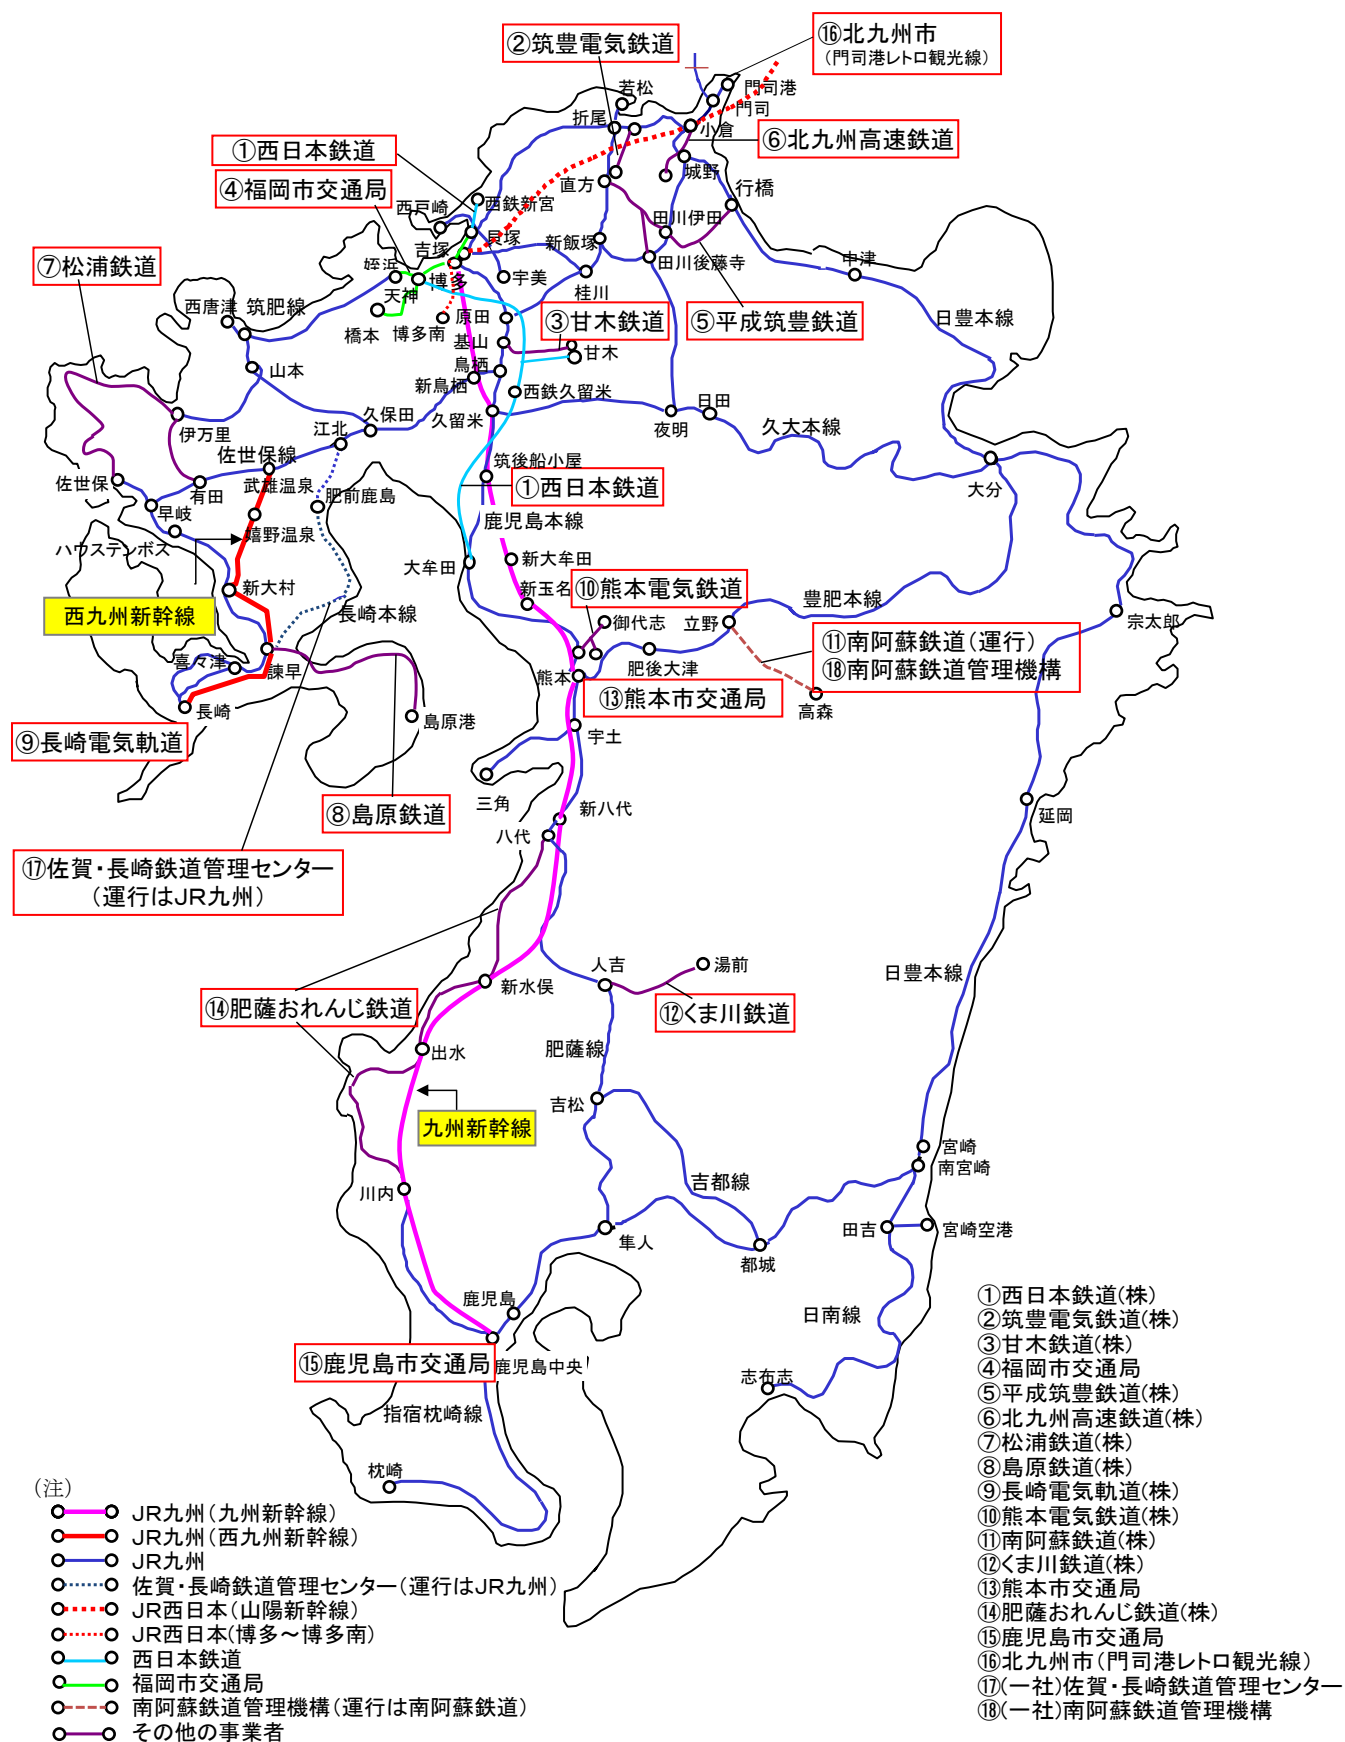 ⑯北九州市
（門司港レトロ観光線）
②筑豊電気鉄道
若松
門司港
門司
折尾
小倉
⑥北九州高速鉄道
①西日本鉄道
④福岡市交通局
城野
直方
行橋
西鉄新宮
西戸崎
田川伊田
貝塚
吉塚
新飯塚
⑦松浦鉄道
姪浜
博多
宇美
田川後藤寺
中津
桂川
天神
西唐津
筑肥線
橋本
博多南
原田
③甘木鉄道
⑤平成筑豊鉄道
日豊本線
基山
甘木
山本
鳥栖
新鳥栖
西鉄久留米
日田
久保田
久留米
夜明
久大本線
伊万里
江北
佐世保線
筑後船小屋
佐世保
有田
武雄温泉
肥前鹿島
①西日本鉄道
大分
早岐
鹿児島本線
嬉野温泉
ハウステンボス
大牟田
新大牟田
新大村
新玉名
⑩熊本電気鉄道
西九州新幹線
長崎本線
御代志
立野
豊肥本線
宗太郎
⑪南阿蘇鉄道（運行）
⑱南阿蘇鉄道管理機構
喜々津
諫早
熊本
肥後大津
⑬熊本市交通局
高森
長崎
島原港
⑨長崎電気軌道
宇土
三角
⑧島原鉄道
新八代
八代
延岡
⑰佐賀・長崎鉄道管理センター
（運行はＪＲ九州）
人吉
湯前
日豊本線
新水俣
⑭肥薩おれんじ鉄道
⑫くま川鉄道
出水
肥薩線
吉松
九州新幹線
宮崎
南宮崎
川内
吉都線
隼人
田吉
宮崎空港
都城
鹿児島
日南線
⑮鹿児島市交通局
鹿児島中央
志布志
指宿枕崎線
枕崎
（注）
ＪＲ九州（九州新幹線）
ＪＲ九州（西九州新幹線）
ＪＲ九州
佐賀・長崎鉄道管理センター（運行はＪＲ九州）
ＪＲ西日本（山陽新幹線）
ＪＲ西日本（博多～博多南）
西日本鉄道
福岡市交通局
南阿蘇鉄道管理機構（運行は南阿蘇鉄道）
その他の事業者
①西日本鉄道(株)
②筑豊電気鉄道(株)
③甘木鉄道(株)
④福岡市交通局
⑤平成筑豊鉄道(株)
⑥北九州高速鉄道(株)
⑦松浦鉄道(株)
⑧島原鉄道(株)
⑨長崎電気軌道(株)
⑩熊本電気鉄道(株)
⑪南阿蘇鉄道(株)
⑫くま川鉄道(株)
⑬熊本市交通局
⑭肥薩おれんじ鉄道(株)
⑮鹿児島市交通局
⑯北九州市（門司港レトロ観光線）
⑰(一社)佐賀・長崎鉄道管理センター
⑱(一社)南阿蘇鉄道管理機構